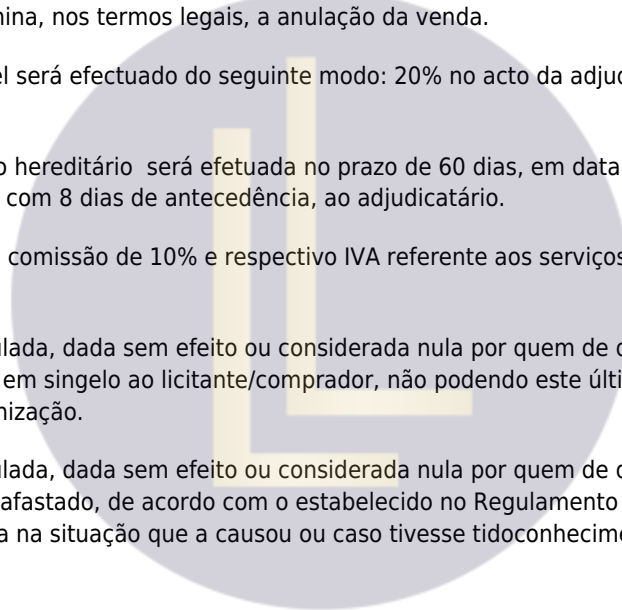 nina, nos termos legais, a anulação da venda.
el será efectuado do seguinte modo: 20% no acto da adjud
o hereditário será efetuada no prazo de 60 dias, em data
com 8 dias de antecedência, ao adjudicatário.
comissão de 10% e respectivo IVA referente aos serviços
ulada, dada sem efeito ou considerada nula por quem de d
em singelo ao licitante/comprador, não podendo este últi
nização.
ulada, dada sem efeito ou considerada nula por quem de d
afastado, de acordo com o estabelecido no Regulamento
a na situação que a causou ou caso tivesse tidoconhecime